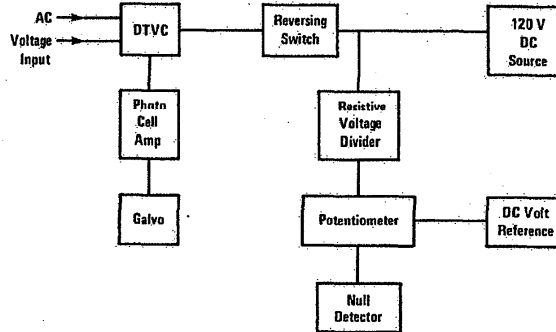 AC
Voltage
Input
DTVC
Reversing
Switch
120 V
DC
Source
Photo
Cell
Amp
Resistive
Voltage
Divider
Galvo
Potentiometer
DC Volt
Reference
Null
Detector